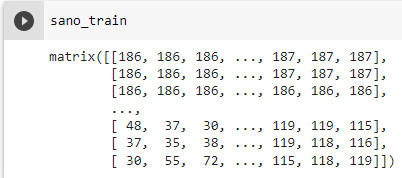 sano_train
matrix([[186, 186, 186, ..., 187, 187, 187],
[186, 186, 186, ..., 187, 187, 187],
[186, 186, 186, ..., 186, 186, 186],
...,
[ 48, 37, 30, ..., 119, 119, 115],
[ 37, 35, 38, ..., 119, 118, 116],
[ 30, 55, 72, ..., 115, 118, 119]])